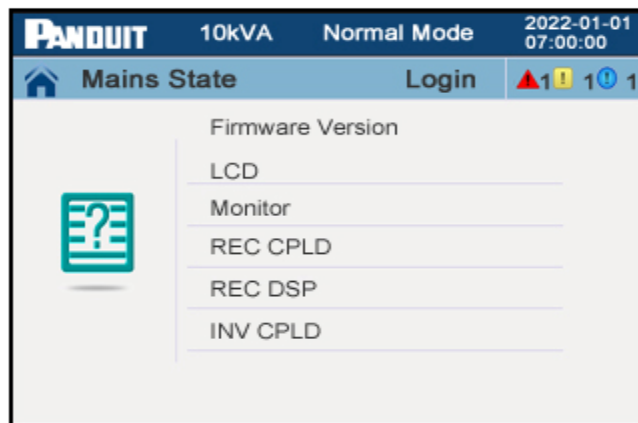 PANDUIT 10kVA Normal Mode 2022-01-01
07:00:00
Mains State Login 1 ! 1 ! 1
Firmware Version
LCD
Monitor
REC CPLD
REC DSP
INV CPLD